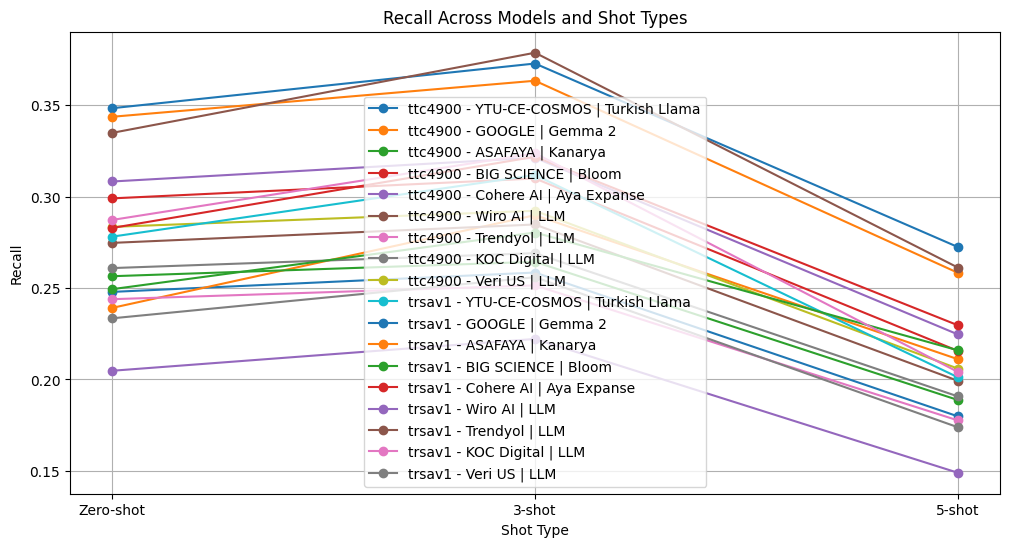 Recall Across Models and Shot Types
Recall
0.35
0.30
0.25
0.20
0.15
ttc4900 - YTU-CE-COSMOS | Turkish Llama
ttc4900 - GOOGLE | Gemma 2
ttc4900 - ASAFAYA | Kanarya
ttc4900 - BIG SCIENCE | Bloom
ttc4900 - Cohere AI | Aya Expanse
ttc4900 - Wiro AI | LLM
ttc4900 - Trendyol | LLM
ttc4900 - KOC Digital | LLM
ttc4900 - Veri US | LLM
trsav1 - YTU-CE-COSMOS | Turkish Llama
trsav1 - GOOGLE | Gemma 2
trsav1 - ASAFAYA | Kanarya
trsav1 - BIG SCIENCE | Bloom
trsav1 - Cohere AI | Aya Expanse
trsav1 - Wiro AI | LLM
trsav1 - Trendyol | LLM
trsav1 - KOC Digital | LLM
trsav1 - Veri US | LLM
Zero-shot 3-shot 5-shot
Shot Type